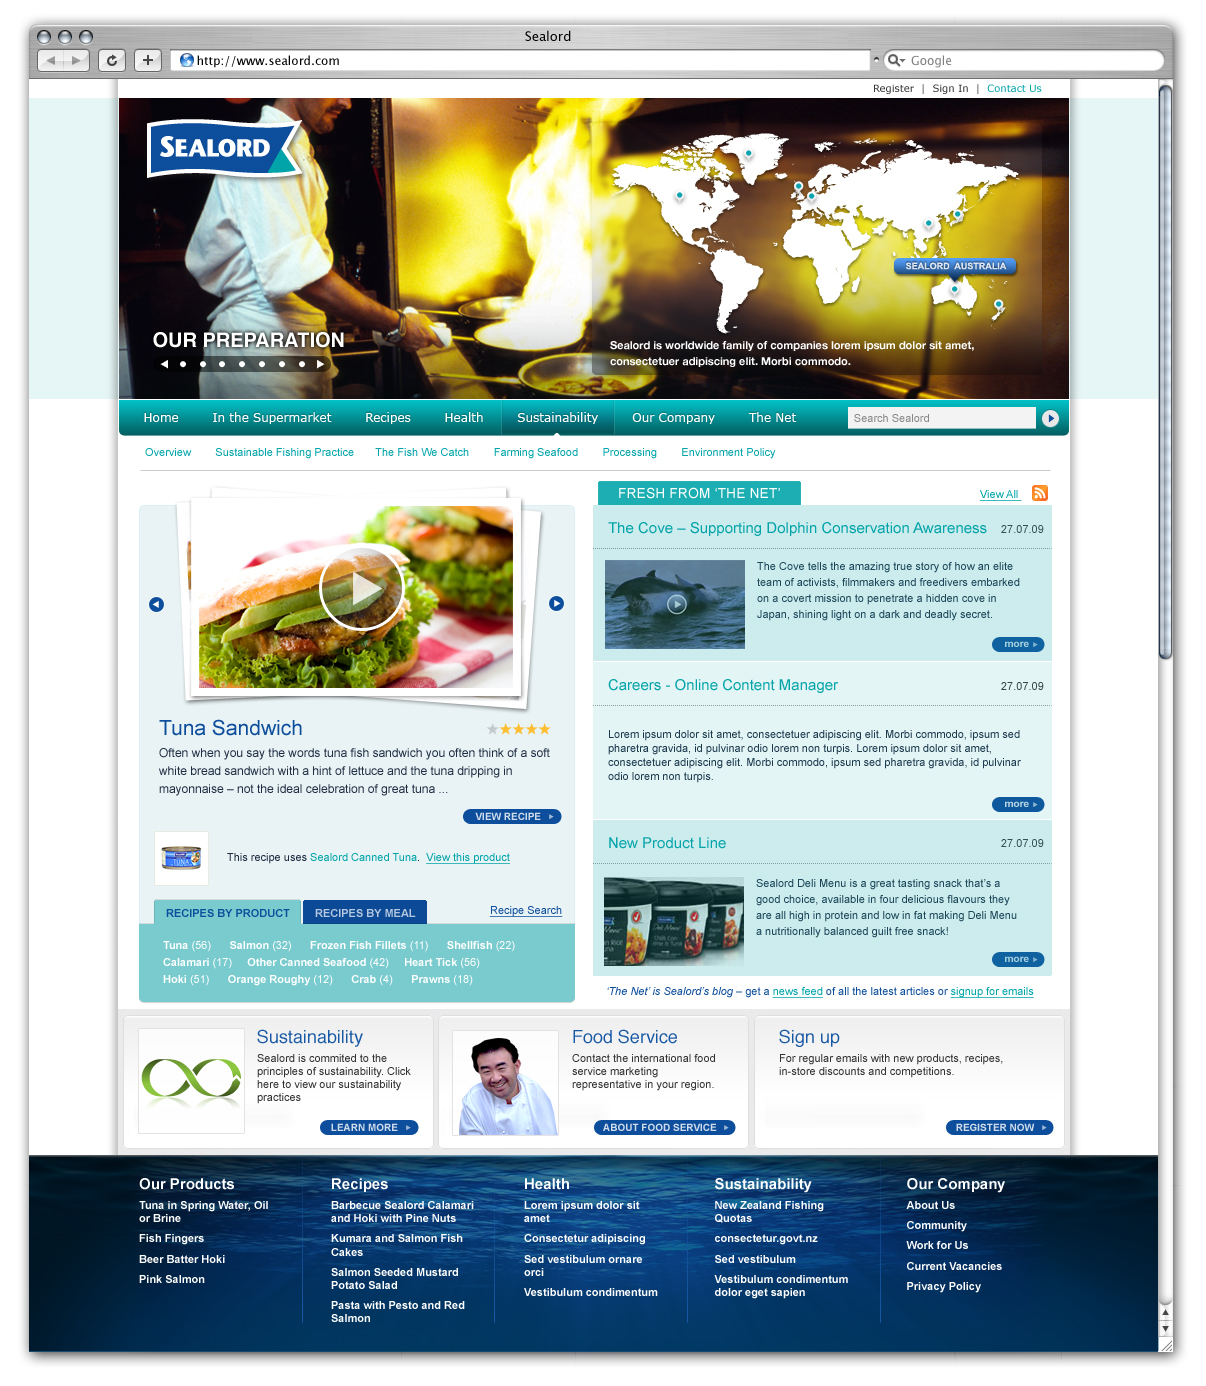 Sealord
http://www.sealord.com
Google
Register | Sign In | Contact Us
SEALORD
SEALORD AUSTRALIA
OUR PREPARATION
Sealord is worldwide family of companies lorem ipsum dolor sit amet,
consectetuer adipiscing elit. Morbi commodo.
Home In the Supermarket Recipes Health Sustainability Our Company The Net Search Sealord
Overview Sustainable Fishing Practice The Fish We Catch Farming Seafood Processing Environment Policy
Tuna Sandwich
Often when you say the words tuna fish sandwich you often think of a soft
white bread sandwich with a hint of lettuce and the tuna dripping in
mayonnaise – not the ideal celebration of great tuna ...
VIEW RECIPE
TUNA
This recipe uses Sealord Canned Tuna. View this product
RECIPES BY PRODUCT RECIPES BY MEAL Recipe Search
Tuna (56) Salmon (32) Frozen Fish Fillets (11) Shellfish (22)
Calamari (17) Other Canned Seafood (42) Heart Tick (56)
Hoki (51) Orange Roughy (12) Crab (4) Prawns (18)
FRESH FROM ‘THE NET’ View All
The Cove – Supporting Dolphin Conservation Awareness 27.07.09
The Cove tells the amazing true story of how an elite
team of activists, filmmakers and freedivers embarked
on a covert mission to penetrate a hidden cove in
Japan, shining light on a dark and deadly secret.
more
Careers - Online Content Manager 27.07.09
Lorem ipsum dolor sit amet, consectetuer adipiscing elit. Morbi commodo, ipsum sed
pharetra gravida, id pulvinar odio lorem non turpis. Lorem ipsum dolor sit amet,
consectetuer adipiscing elit. Morbi commodo, ipsum sed pharetra gravida, id pulvinar
odio lorem non turpis.
more
New Product Line 27.07.09
Sealord Deli Menu is a great tasting snack that’s a
good choice, available in four delicious flavours they
are all high in protein and low in fat making Deli Menu
a nutritionally balanced guilt free snack!
more
‘The Net’ is Sealord’s blog – get a news feed of all the latest articles or signup for emails
Sustainability
Sealord is commited to the
principles of sustainability. Click
here to view our sustainability
practices
LEARN MORE
Food Service
Contact the international food
service marketing
representative in your region.
ABOUT FOOD SERVICE
Sign up
For regular emails with new products, recipes,
in-store discounts and competitions.
REGISTER NOW
Our Products
Tuna in Spring Water, Oil
or Brine
Fish Fingers
Beer Batter Hoki
Pink Salmon
Recipes
Barbecue Sealord Calamari
and Hoki with Pine Nuts
Kumara and Salmon Fish
Cakes
Salmon Seeded Mustard
Potato Salad
Pasta with Pesto and Red
Salmon
Health
Lorem ipsum dolor sit
amet
Consectetur adipiscing
Sed vestibulum ornare
orci
Vestibulum condimentum
Sustainability
New Zealand Fishing
Quotas
consectetur.govt.nz
Sed vestibulum
Vestibulum condimentum
dolor eget sapien
Our Company
About Us
Community
Work for Us
Current Vacancies
Privacy Policy